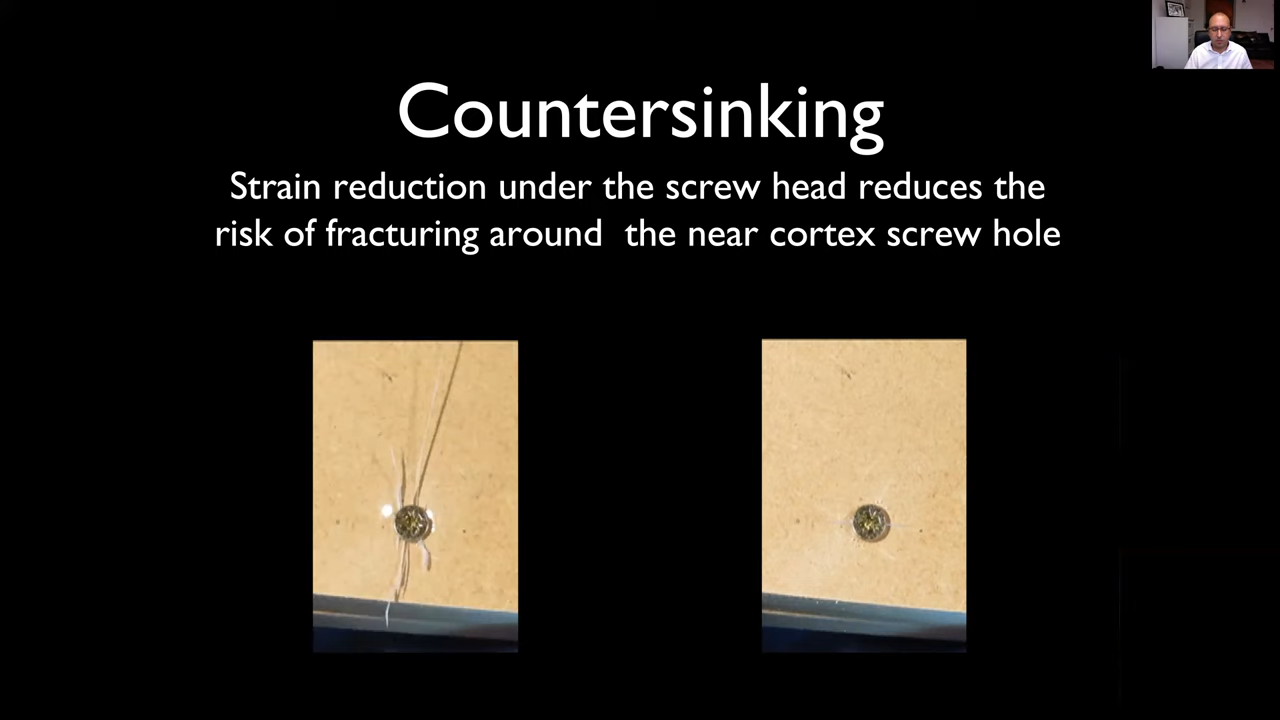 Countersinking
Strain reduction under the screw head reduces the
risk of fracturing around the near cortex screw hole